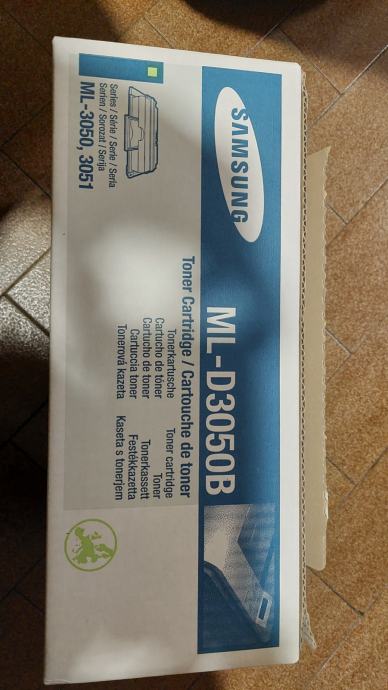 SAMSUNG
ML-D3050B
Toner Cartridge / Cartouche de toner
Tonerkartusche
Cartucho de tóner
Cartucho de toner
Cartuccia toner
Tonerová kazeta
Toner cartridge
Toner
Tonerkassett
Festékkazetta
Kaseta s tonerjem
Series / Série / Serie / Seria
Serien / Sorozat / Serija
ML-3050, 3051